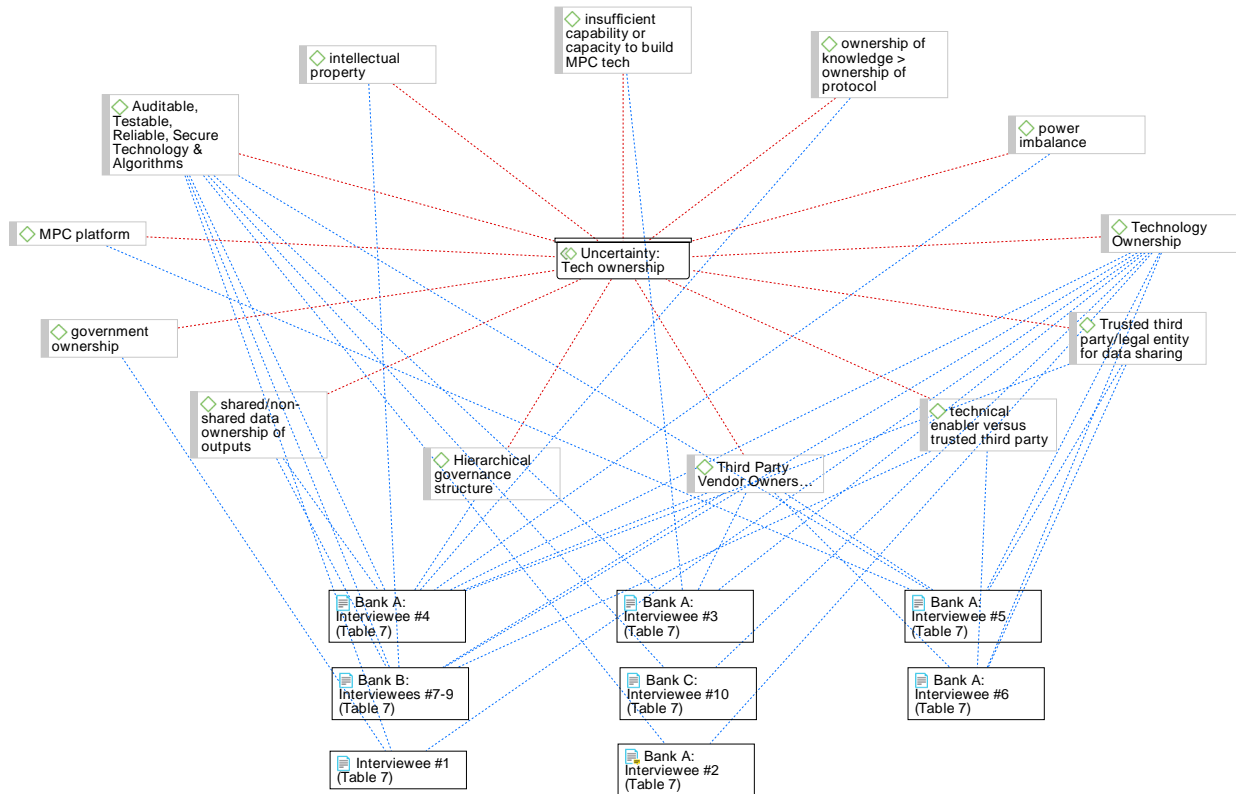 insufficient
capability or
capacity to build
MPC tech
ownership of
knowledge >
ownership of
protocol
intellectual
property
Auditable,
Testable,
Reliable, Secure
Technology &
Algorithms
power
imbalance
MPC platform
Technology
Ownership
Uncertainty:
Tech ownership
government
ownership
Trusted third
party/legal entity
for data sharing
shared/non-
shared data
ownership of
outputs
technical
enabler versus
trusted third party
Hierarchical
governance
structure
Third Party
Vendor Owners…
Bank A:
Interviewee #4
(Table 7)
Bank A:
Interviewee #3
(Table 7)
Bank A:
Interviewee #5
(Table 7)
Bank B:
Interviewees #7-9
(Table 7)
Bank C:
Interviewee #10
(Table 7)
Bank A:
Interviewee #6
(Table 7)
Interviewee #1
(Table 7)
Bank A:
Interviewee #2
(Table 7)